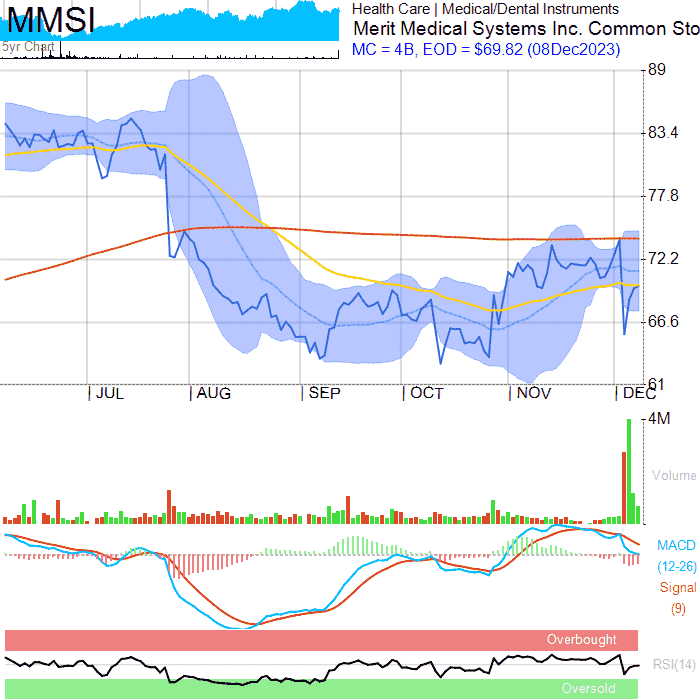 MMSI
5yr Chart
Health Care | Medical/Dental Instruments
Merit Medical Systems Inc. Common Sto
MC = 4B, EOD = $69.82 (08Dec2023)
89
83.4
77.8
72.2
66.6
61
JUL AUG SEP OCT NOV DEC
4M
Volume
MACD
(12-26)
Signal
(9)
Overbought
RSI(14)
Oversold